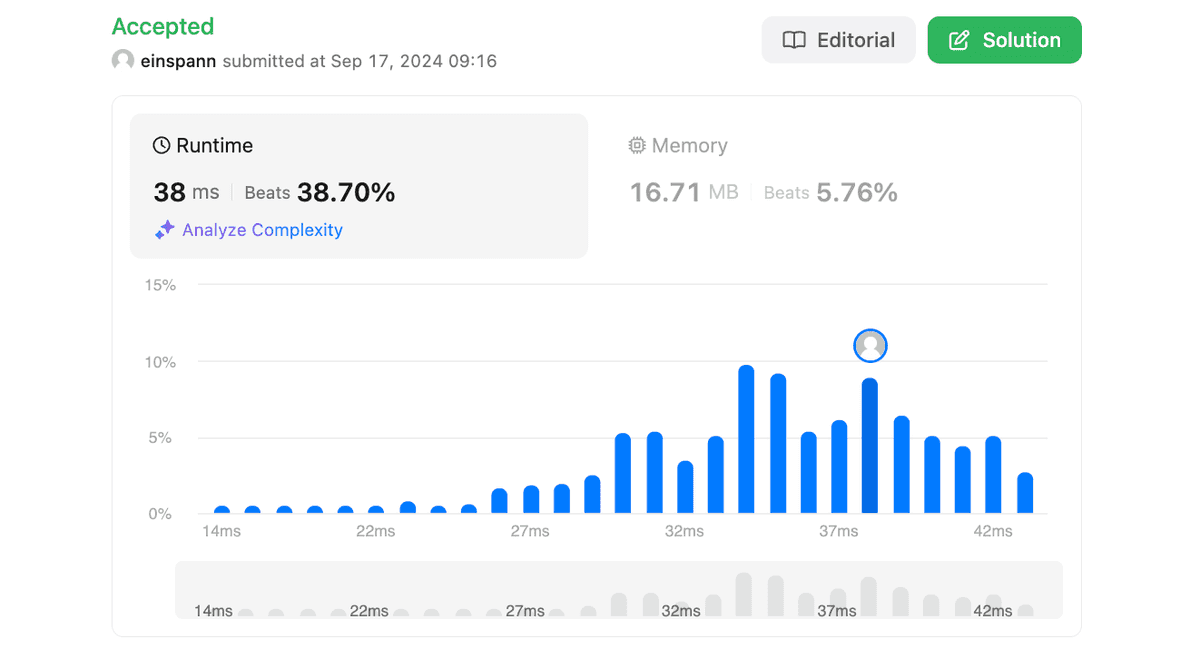 Accepted
einspann submitted at Sep 17, 2024 09:16
Editorial
Solution
Runtime
38 ms Beats 38.70%
Analyze Complexity
Memory
16.71 MB Beats 5.76%
15%
10%
5%
0%
14ms 22ms 27ms 32ms 37ms 42ms
14ms 22ms 27ms 32ms 37ms 42ms